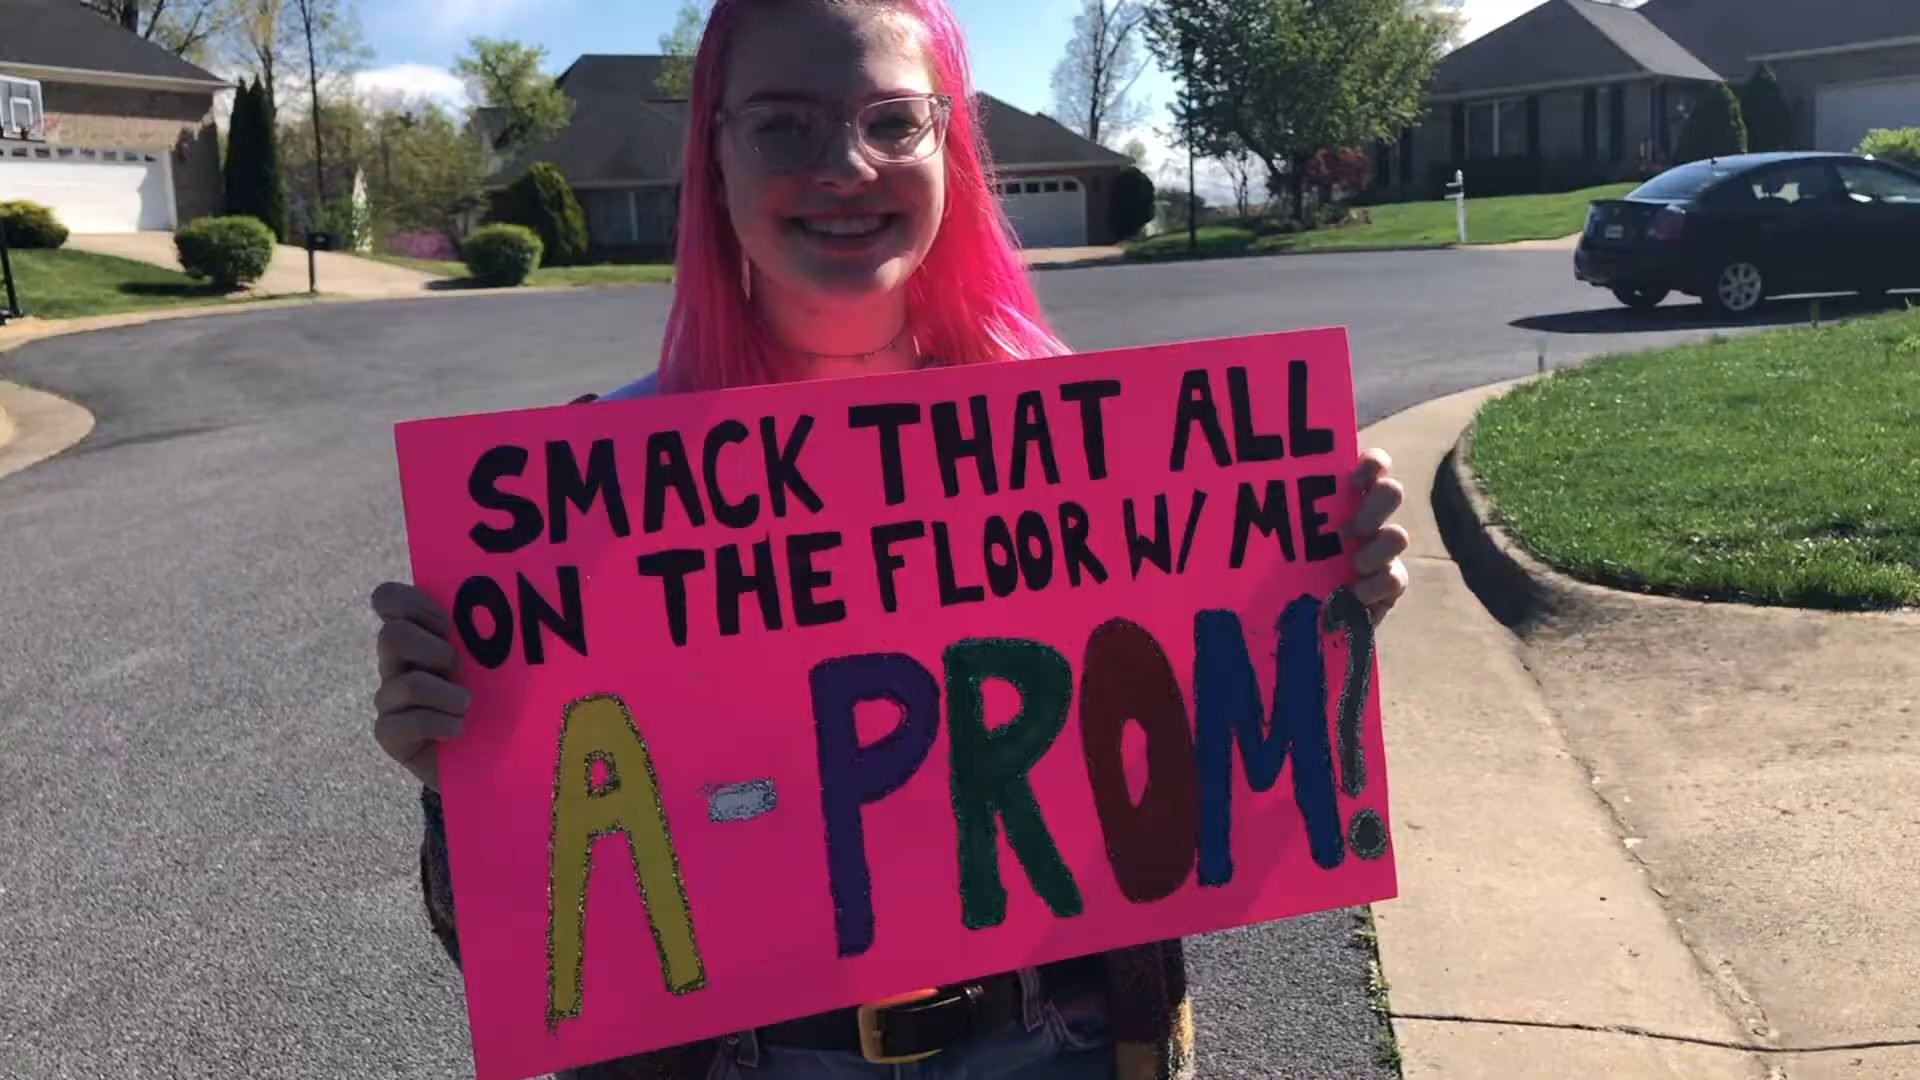 SMACK THAT ALL
ON THE FLOOR W/ ME
A-PROM?